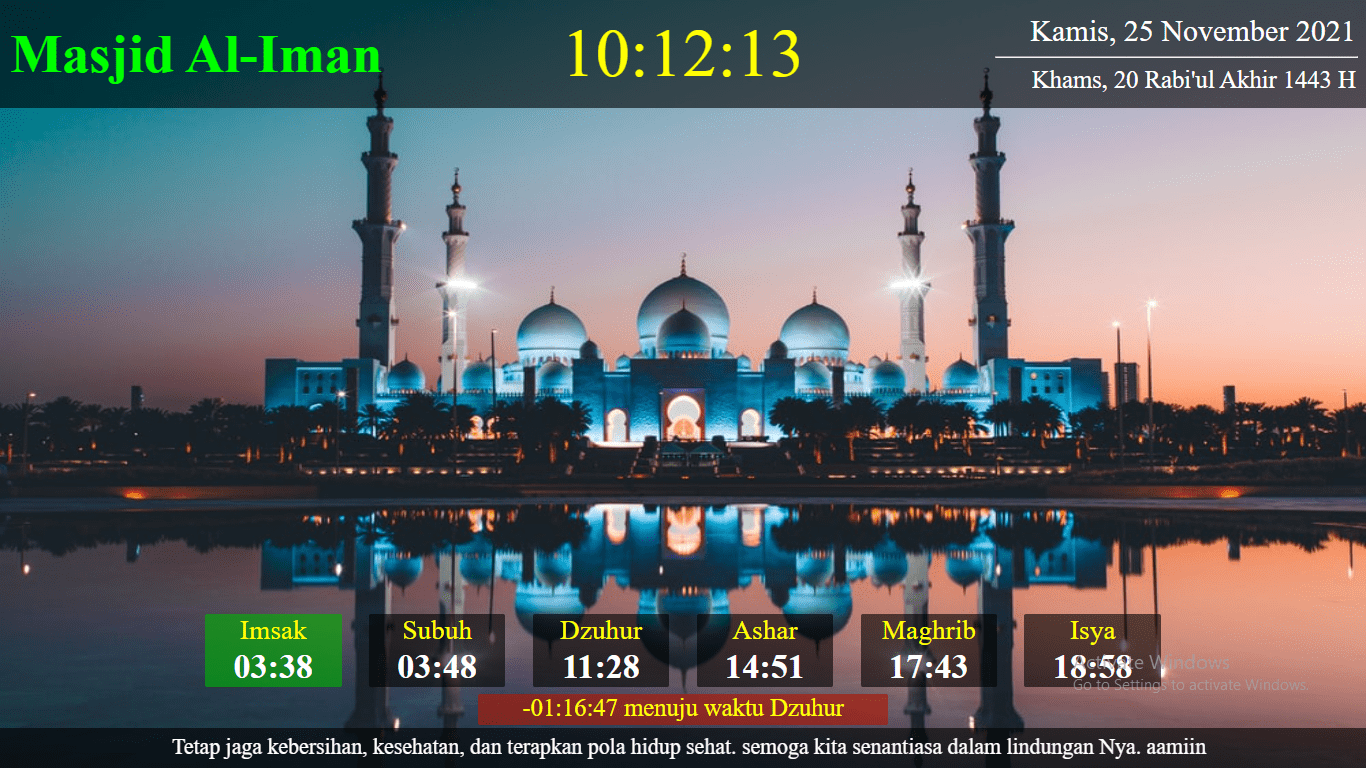 Masjid Al-Iman
10:12:13
Kamis, 25 November 2021
Khams, 20 Rabi'ul Akhir 1443 H
Imsak
03:38
Subuh
03:48
Dzuhur
11:28
Ashar
14:51
Maghrib
17:43
Isya
18:58
Activate Windows
Go to Settings to activate Windows.
-01:16:47 menuju waktu Dzuhur
Tetap jaga kebersihan, kesehatan, dan terapkan pola hidup sehat. semoga kita senantiasa dalam lindungan Nya. aamiin